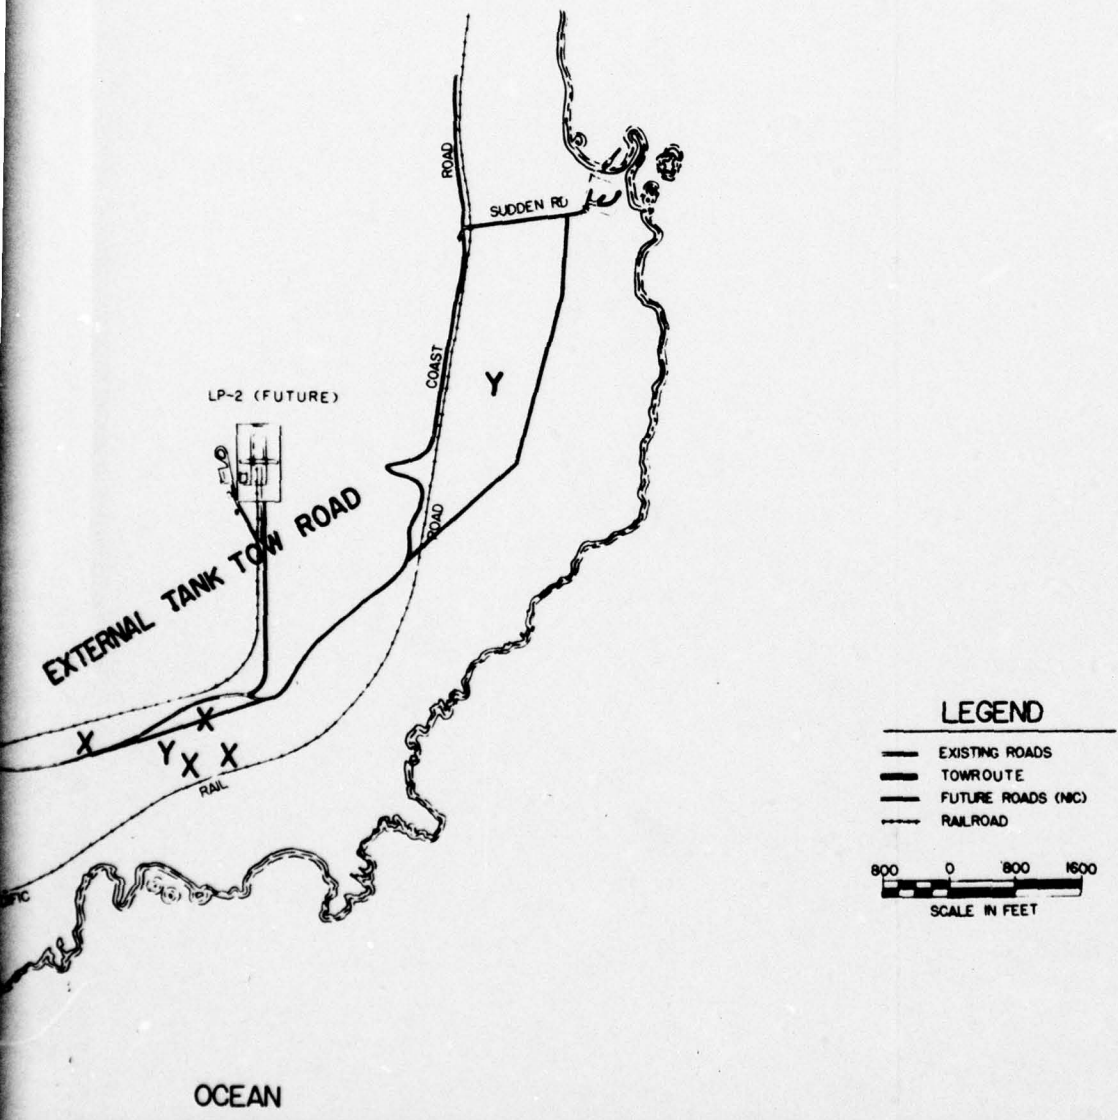 ROAD
SUDDEN RD
COAST
Y
LP-2 (FUTURE)
ROAD
EXTERNAL TANK TOW ROAD
X
X
Y
X
X
RAIL
LEGEND
EXISTING ROADS
TOWROUTE
FUTURE ROADS (NIC)
RAILROAD
800 0 800 1600
SCALE IN FEET
OCEAN